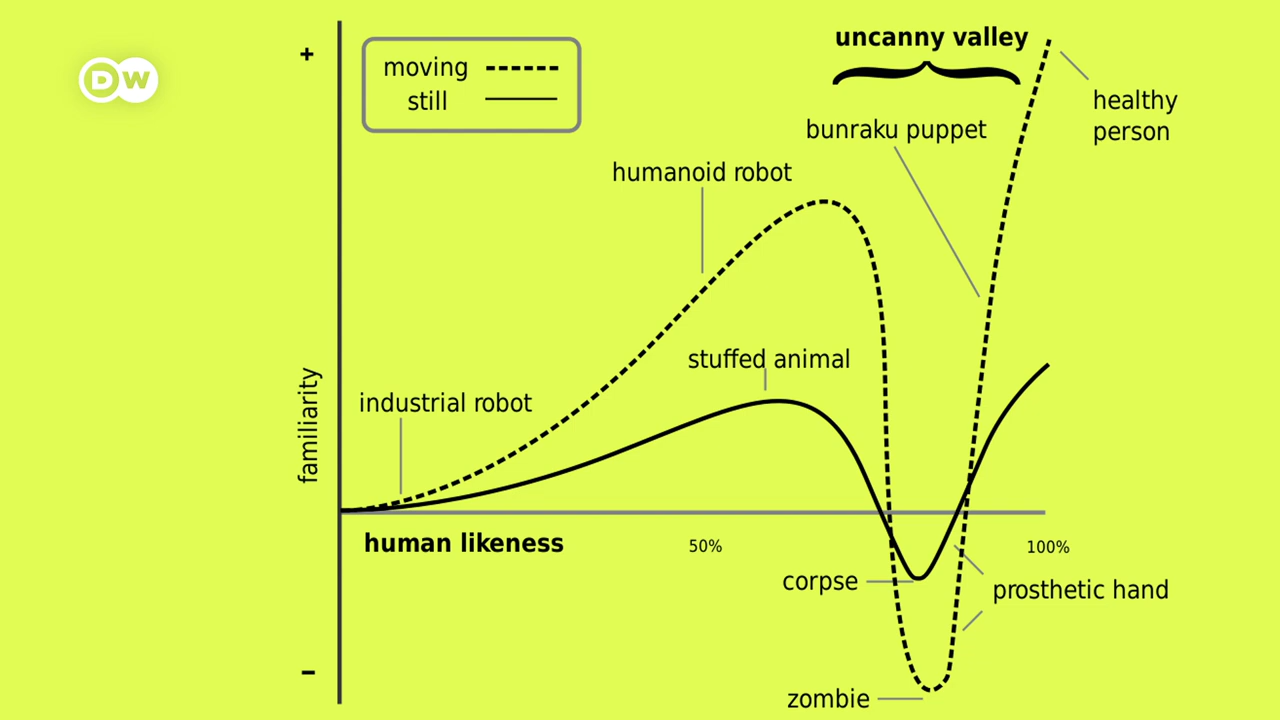 DW
+
moving
still
uncanny valley
healthy
person
bunraku puppet
humanoid robot
stuffed animal
familiarity
industrial robot
human likeness
50%
100%
corpse
prosthetic hand
–
zombie